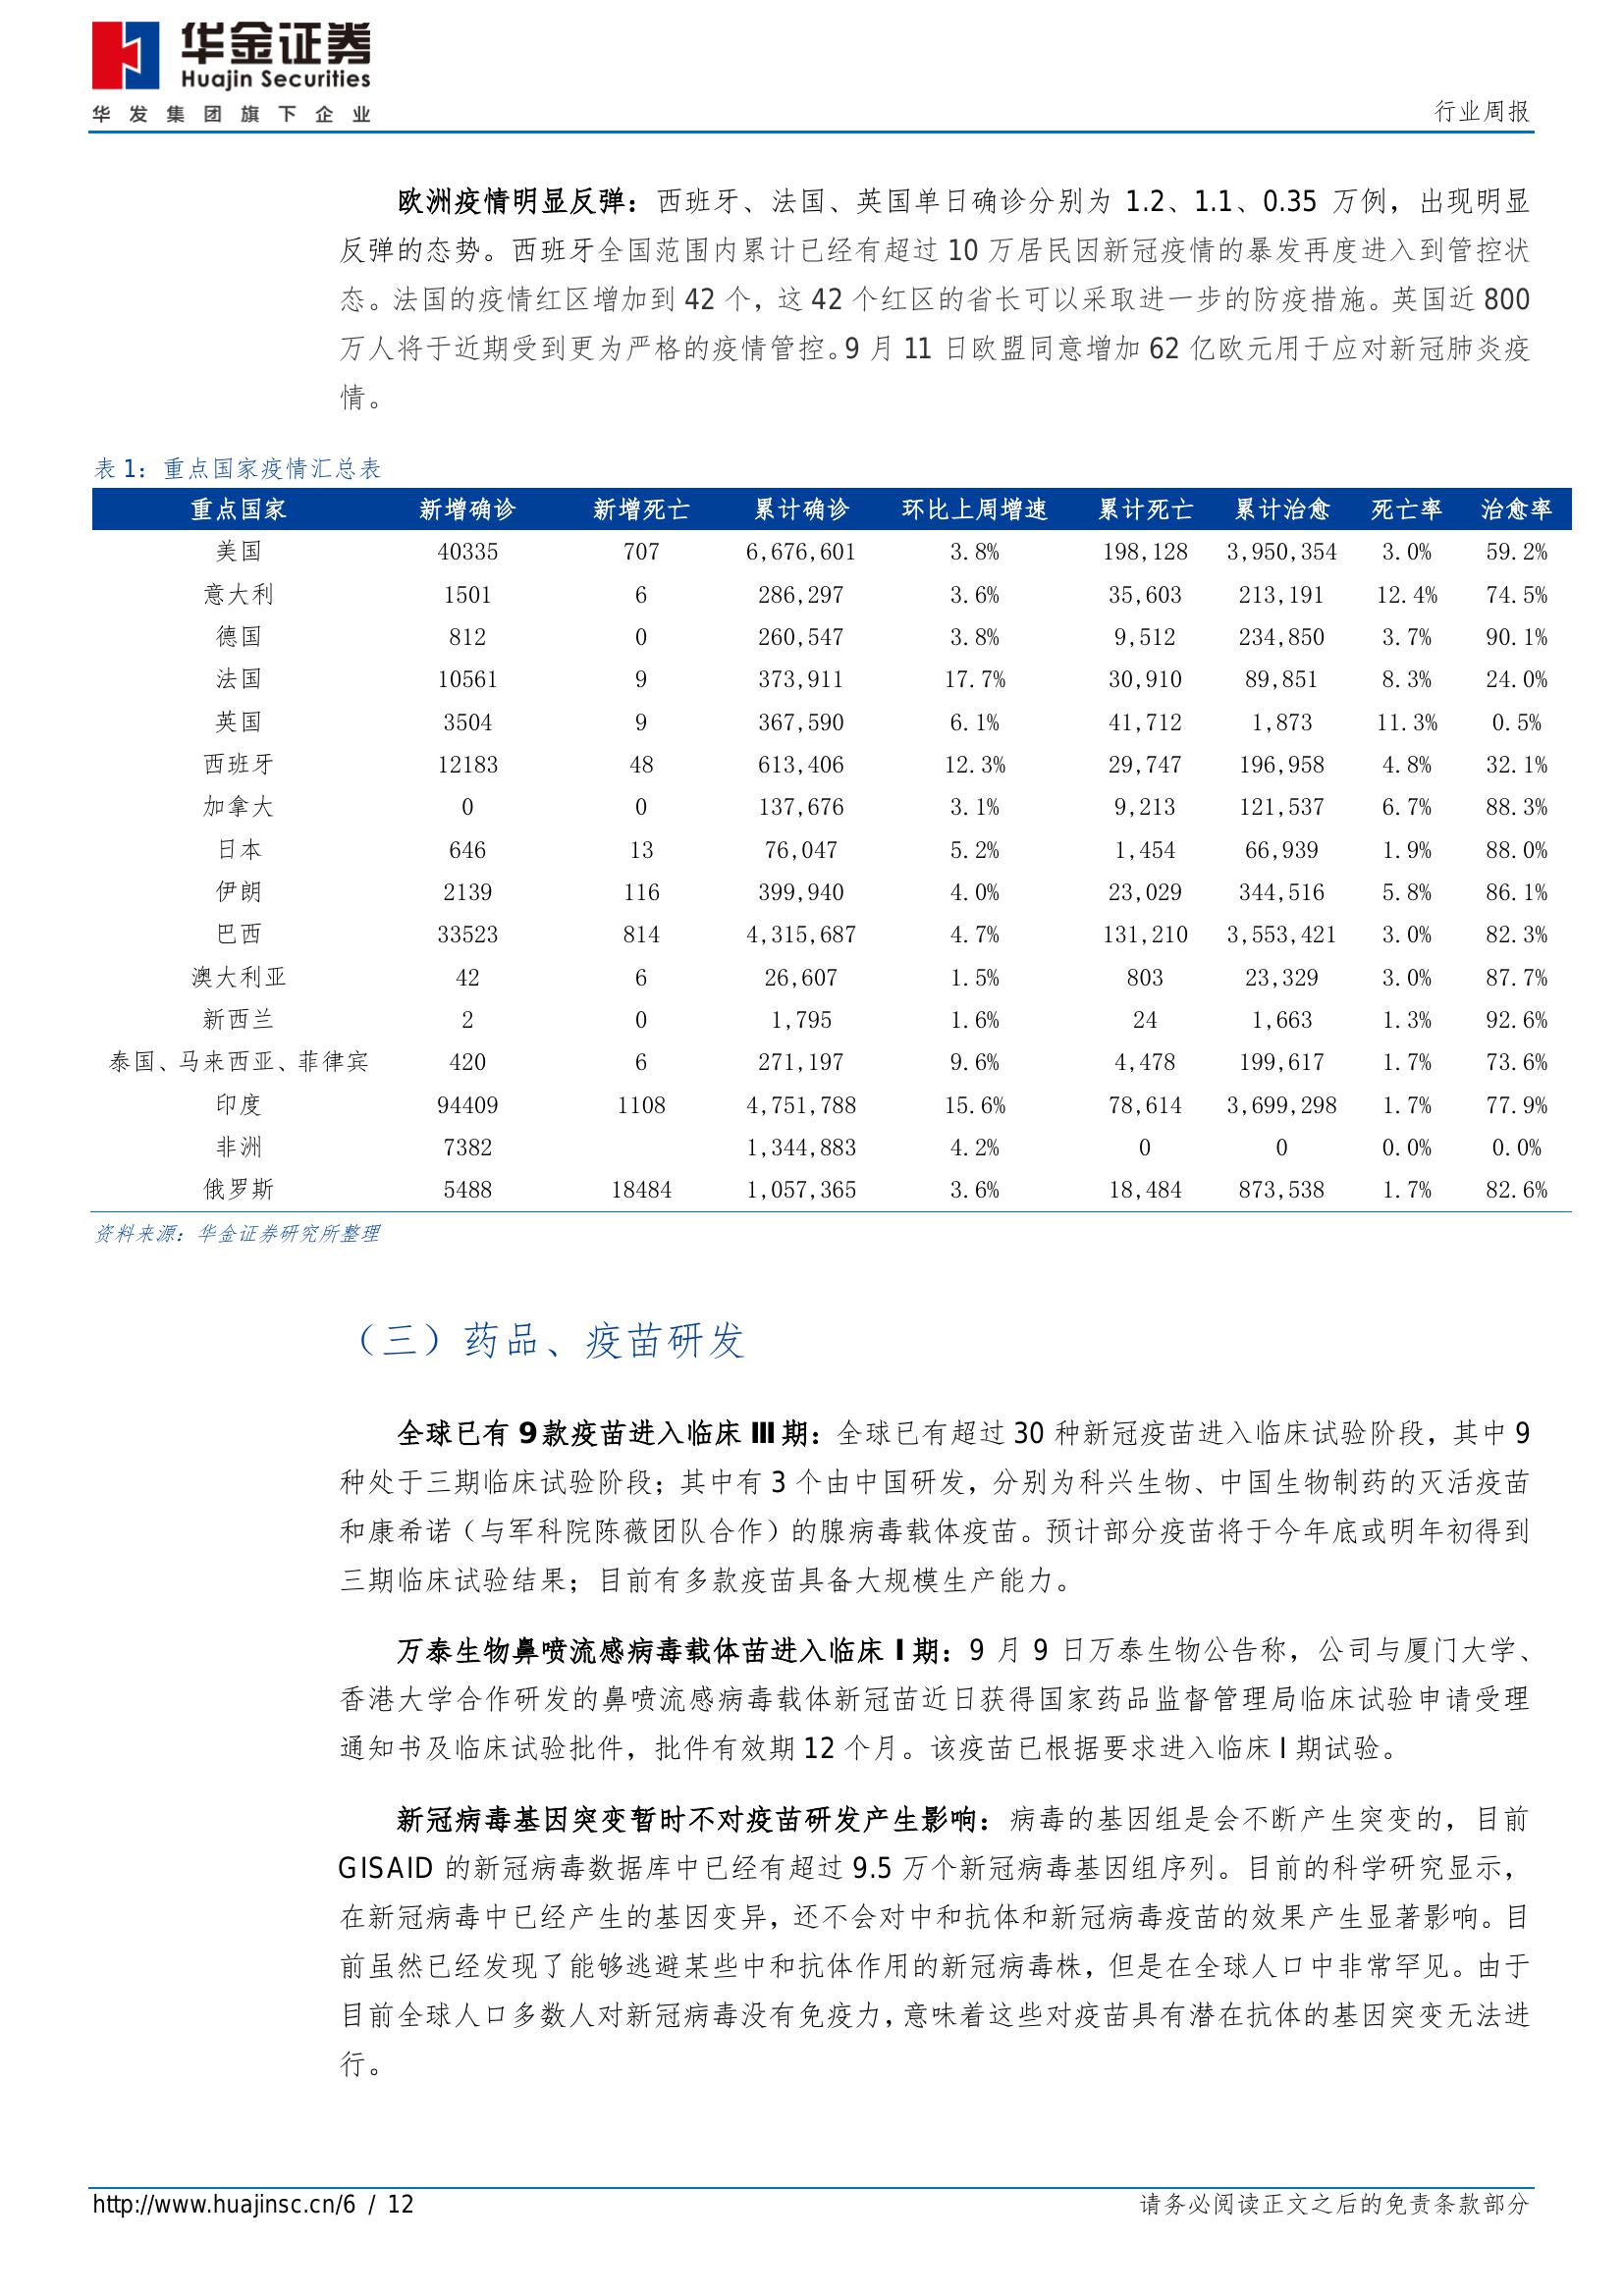 华金证券
Huajin Securities
华发集团旗下企业
行业周报
欧洲疫情明显反弹：西班牙、法国、英国单日确诊分别为 1.2、1.1、0.35 万例，出现明显
反弹的态势。西班牙全国范围内累计已经有超过 10 万居民因新冠疫情的暴发再度进入到管控状
态。法国的疫情红区增加到 42 个，这 42 个红区的省长可以采取进一步的防疫措施。英国近 800
万人将于近期受到更为严格的疫情管控。9 月 11 日欧盟同意增加 62 亿欧元用于应对新冠肺炎疫
情。
表 1：重点国家疫情汇总表
重点国家 新增确诊 新增死亡 累计确诊 环比上周增速 累计死亡 累计治愈 死亡率 治愈率
美国 40335 707 6,676,601 3.8% 198,128 3,950,354 3.0% 59.2%
意大利 1501 6 286,297 3.6% 35,603 213,191 12.4% 74.5%
德国 812 0 260,547 3.8% 9,512 234,850 3.7% 90.1%
法国 10561 9 373,911 17.7% 30,910 89,851 8.3% 24.0%
英国 3504 9 367,590 6.1% 41,712 1,873 11.3% 0.5%
西班牙 12183 48 613,406 12.3% 29,747 196,958 4.8% 32.1%
加拿大 0 0 137,676 3.1% 9,213 121,537 6.7% 88.3%
日本 646 13 76,047 5.2% 1,454 66,939 1.9% 88.0%
伊朗 2139 116 399,940 4.0% 23,029 344,516 5.8% 86.1%
巴西 33523 814 4,315,687 4.7% 131,210 3,553,421 3.0% 82.3%
澳大利亚 42 6 26,607 1.5% 803 23,329 3.0% 87.7%
新西兰 2 0 1,795 1.6% 24 1,663 1.3% 92.6%
泰国、马来西亚、菲律宾 420 6 271,197 9.6% 4,478 199,617 1.7% 73.6%
印度 94409 1108 4,751,788 15.6% 78,614 3,699,298 1.7% 77.9%
非洲 7382 1,344,883 4.2% 0 0 0.0% 0.0%
俄罗斯 5488 18484 1,057,365 3.6% 18,484 873,538 1.7% 82.6%
资料来源：华金证券研究所整理
（三）药品、疫苗研发
全球已有 9款疫苗进入临床 III期：全球已有超过 30 种新冠疫苗进入临床试验阶段，其中 9
种处于三期临床试验阶段；其中有 3 个由中国研发，分别为科兴生物、中国生物制药的灭活疫苗
和康希诺（与军科院陈薇团队合作）的腺病毒载体疫苗。预计部分疫苗将于今年底或明年初得到
三期临床试验结果；目前有多款疫苗具备大规模生产能力。
万泰生物鼻喷流感病毒载体苗进入临床 I 期：9 月 9 日万泰生物公告称，公司与厦门大学、
香港大学合作研发的鼻喷流感病毒载体新冠苗近日获得国家药品监督管理局临床试验申请受理
通知书及临床试验批件，批件有效期 12 个月。该疫苗已根据要求进入临床 I 期试验。
新冠病毒基因突变暂时不对疫苗研发产生影响：病毒的基因组是会不断产生突变的，目前
GISAID 的新冠病毒数据库中已经有超过 9.5 万个新冠病毒基因组序列。目前的科学研究显示，
在新冠病毒中已经产生的基因变异，还不会对中和抗体和新冠病毒疫苗的效果产生显著影响。目
前虽然已经发现了能够逃避某些中和抗体作用的新冠病毒株，但是在全球人口中非常罕见。由于
目前全球人口多数人对新冠病毒没有免疫力，意味着这些对疫苗具有潜在抗体的基因突变无法进
行。
http://www.huajinsc.cn/6 / 12
请务必阅读正文之后的免责条款部分